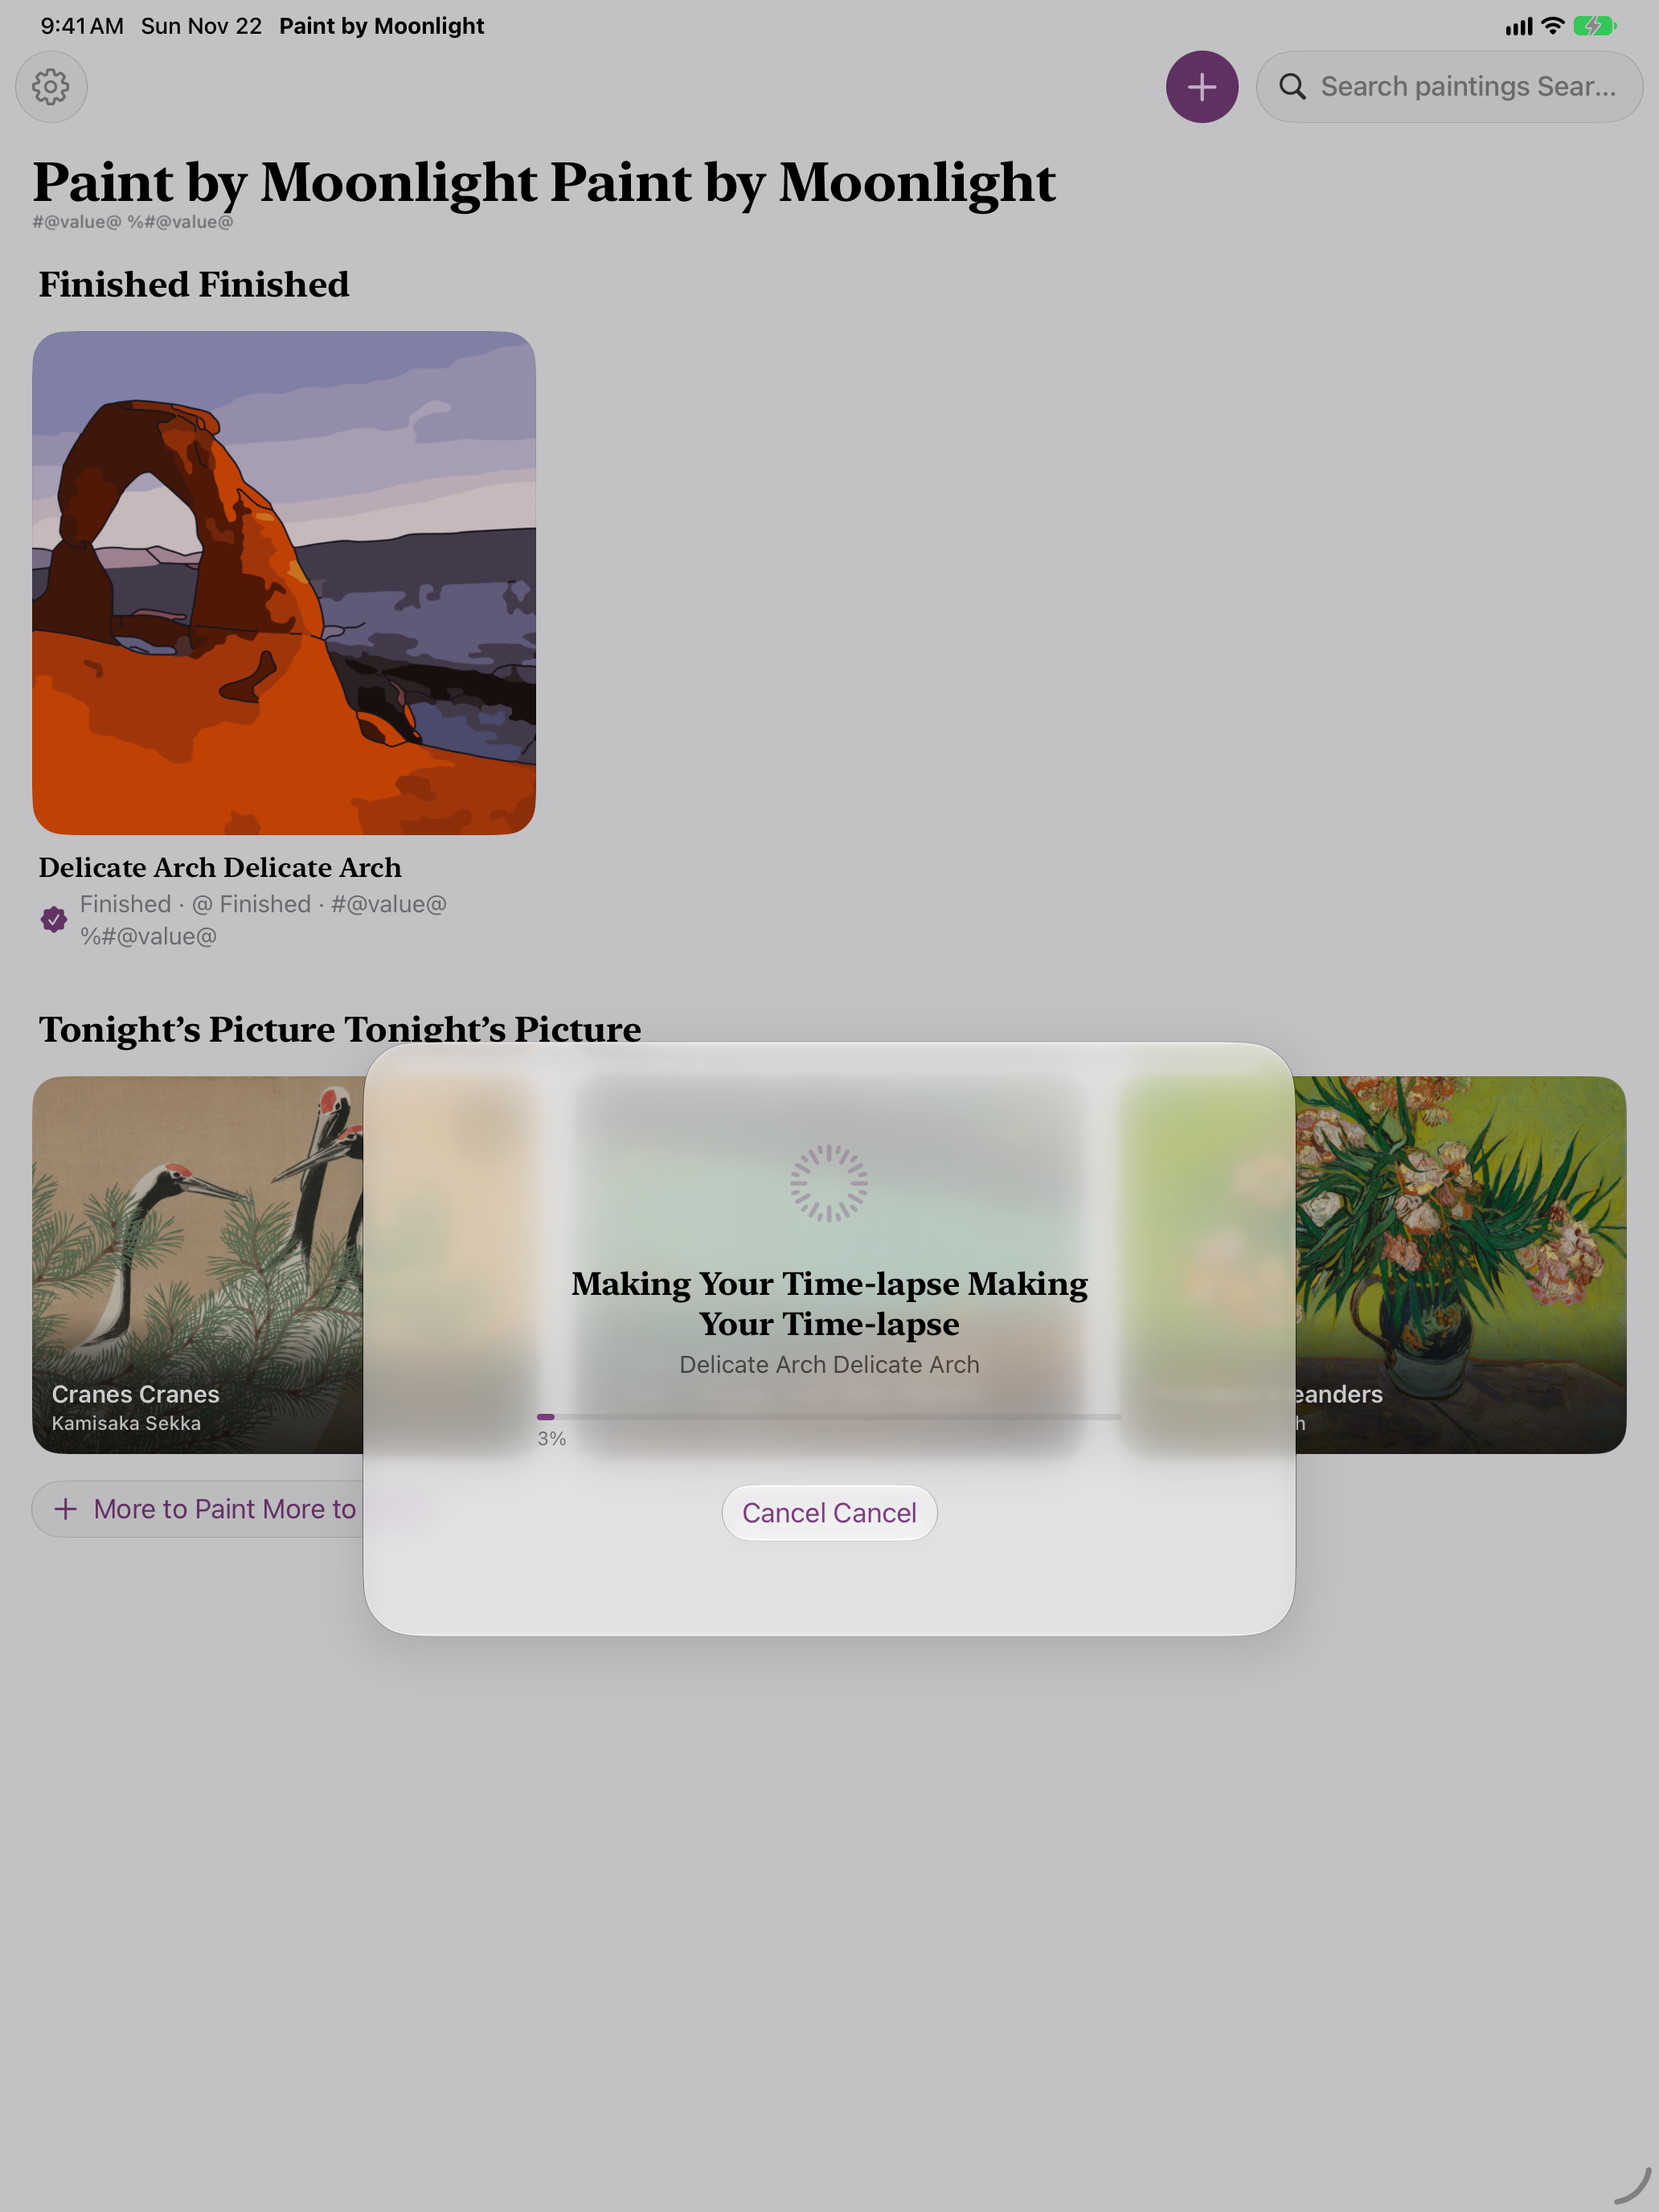 9:41 AM Sun Nov 22 Paint by Moonlight
Search paintings Sear...
Paint by Moonlight Paint by Moonlight
#@value@ %#@value@
Finished Finished
Delicate Arch Delicate Arch
Finished · @ Finished · #@value@
%#@value@
Tonight’s Picture Tonight’s Picture
Making Your Time-lapse Making
Your Time-lapse
Delicate Arch Delicate Arch
3%
Cancel Cancel
Cranes Cranes
Kamisaka Sekka
More to Paint More to